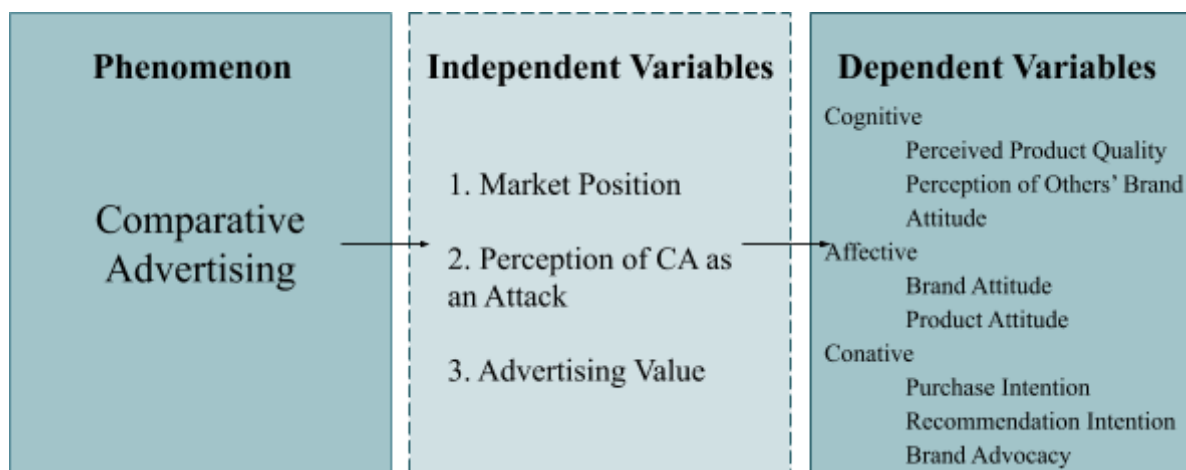 Phenomenon
Comparative
Advertising
Independent Variables
1. Market Position
2. Perception of CA as
an Attack
3. Advertising Value
Dependent Variables
Cognitive
Perceived Product Quality
Perception of Others’ Brand
Attitude
Affective
Brand Attitude
Product Attitude
Conative
Purchase Intention
Recommendation Intention
Brand Advocacy